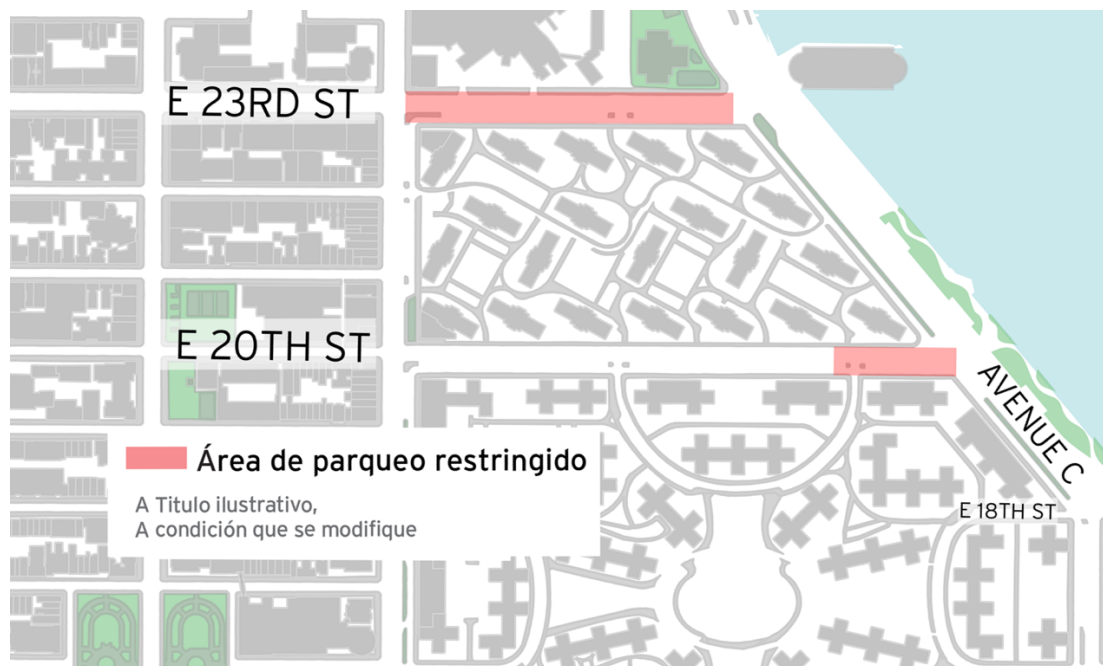 E 23RD ST
E 20TH ST
AVENUE C
Área de parqueo restringido
A Titulo ilustrativo,
A condición que se modifique
E 18TH ST